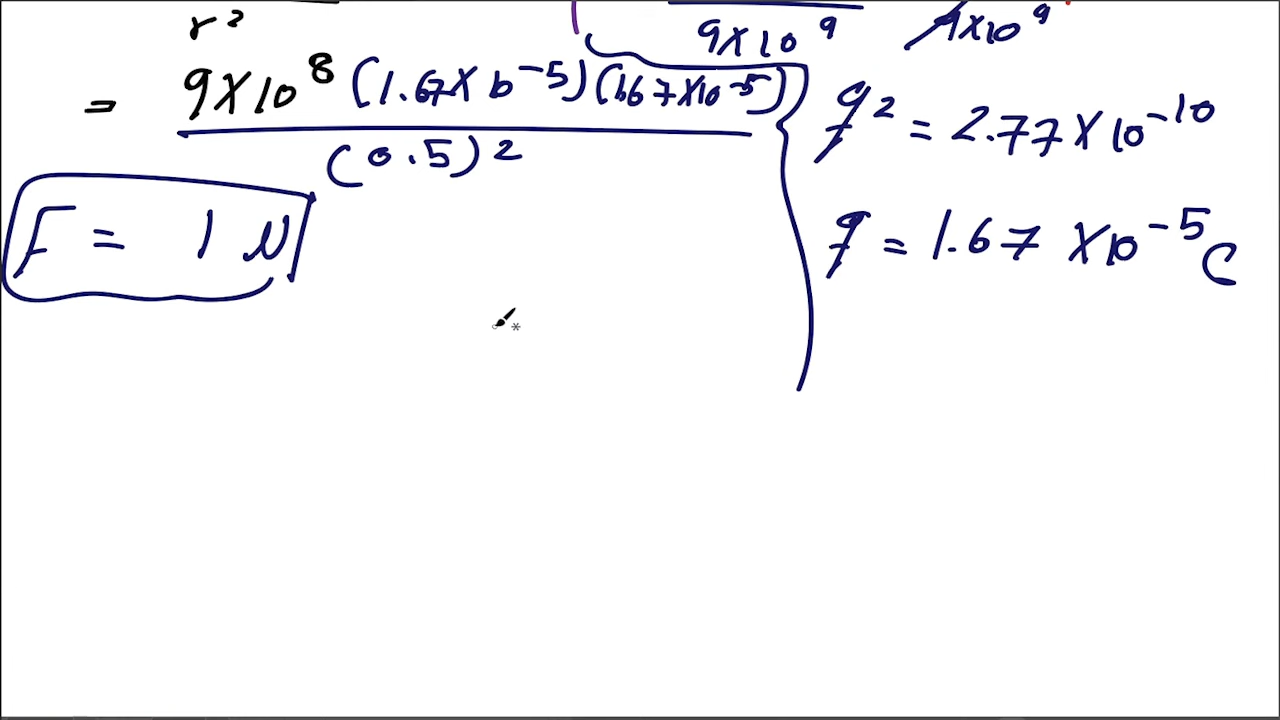 r²
= 9×10⁸ (1.67×10⁻⁵)(1.67×10⁻⁵)
(0.5)²
F = 1 N
9×10⁹ 9×10⁹
q² = 2.77×10⁻¹⁰
q = 1.67 ×10⁻⁵C